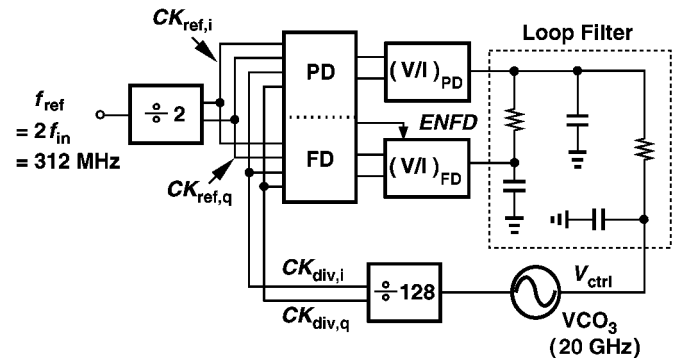 CKref,i
Loop Filter
PD
(V/I)PD
fref
= 2fin
= 312 MHz
÷ 2
ENFD
FD
(V/I)FD
CKref,q
CKdiv,i
÷128
CKdiv,q
Vctrl
VCO3
(20 GHz)